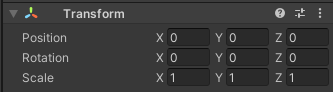 Transform
Position X 0 Y 0 Z 0
Rotation X 0 Y 0 Z 0
Scale X 1 Y 1 Z 1